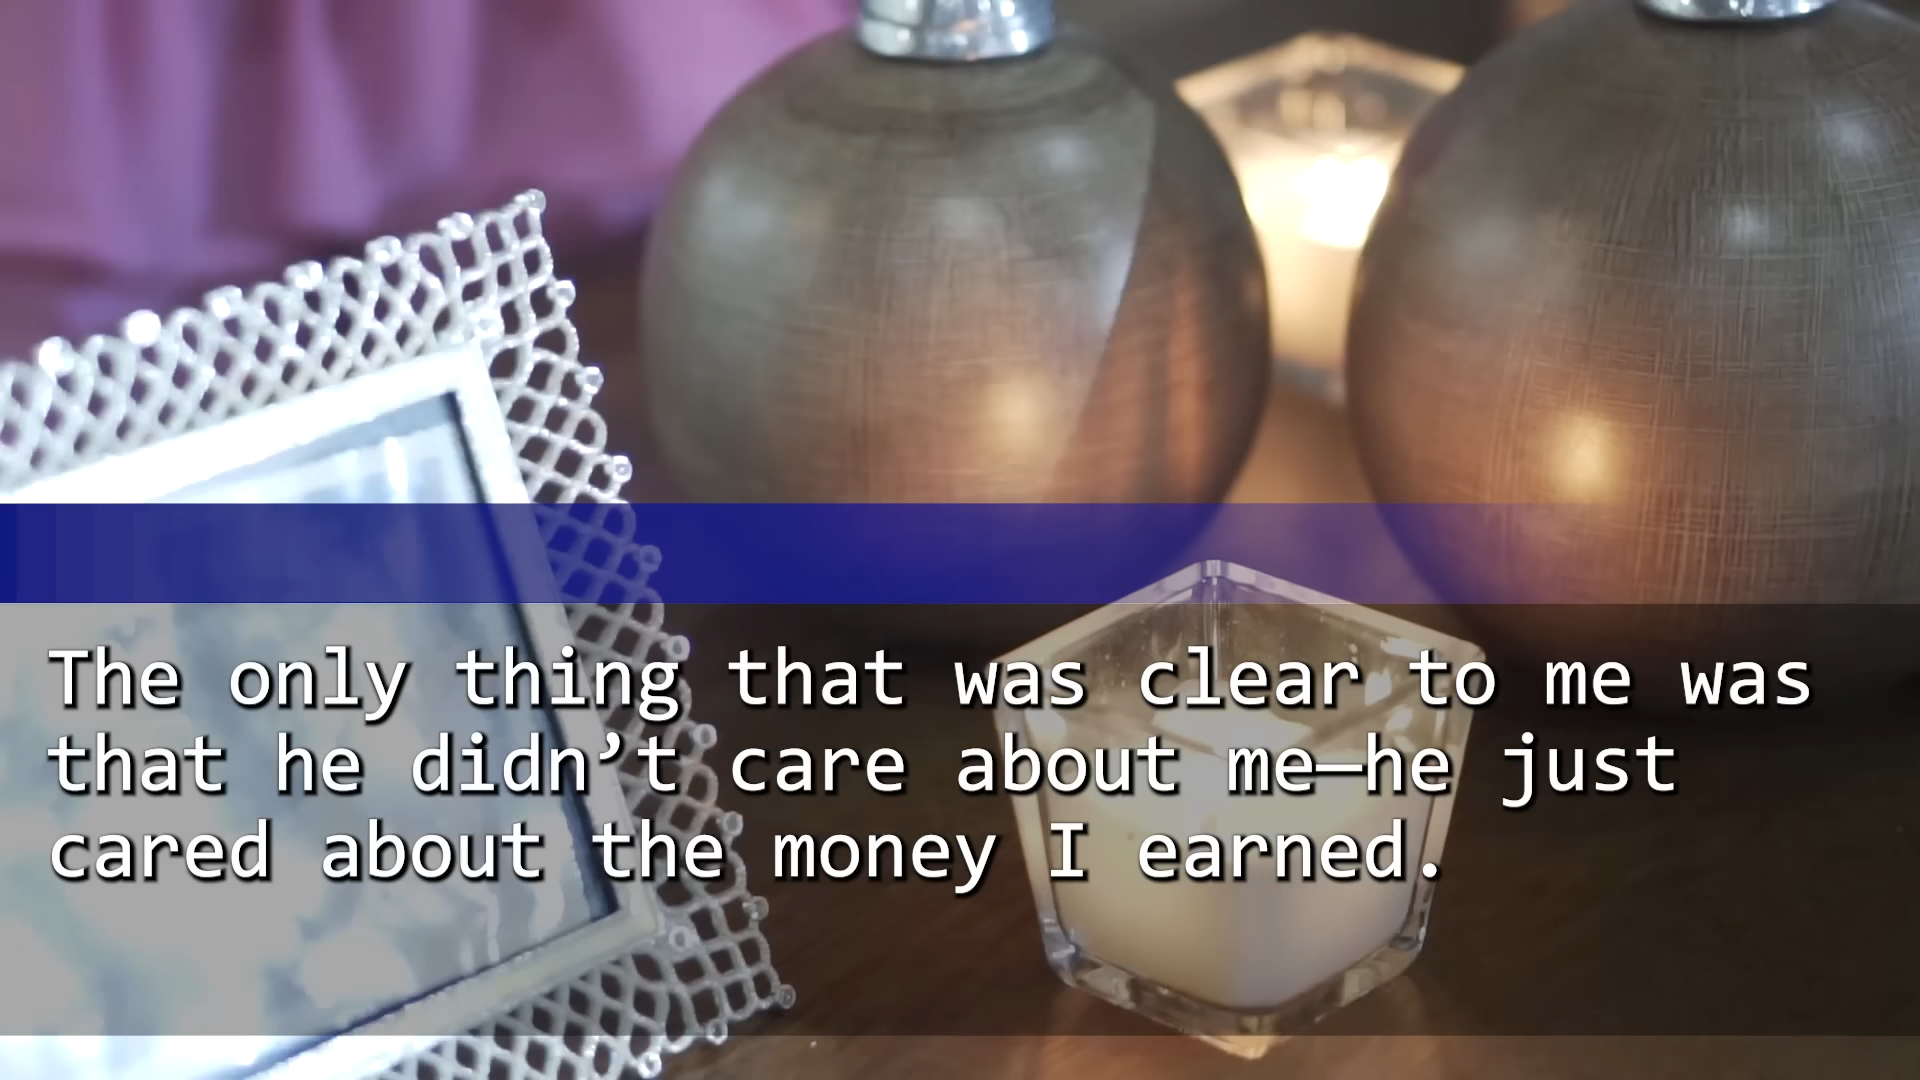 The only thing that was clear to me was
that he didn’t care about me—he just
cared about the money I earned.